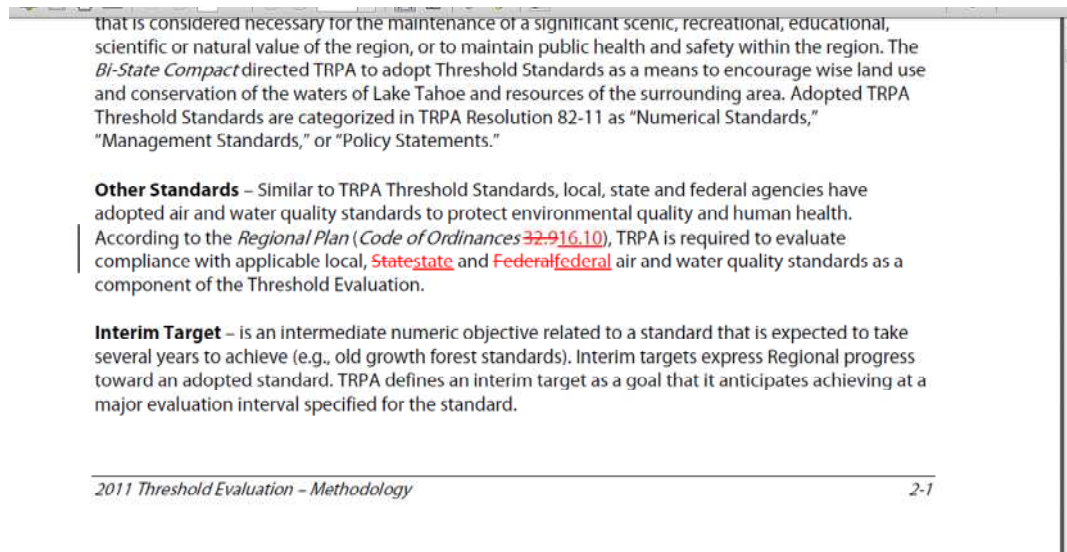 that is considered necessary for the maintenance of a significant scenic, recreational, educational,
scientific or natural value of the region, or to maintain public health and safety within the region. The
Bi-State Compact directed TRPA to adopt Threshold Standards as a means to encourage wise land use
and conservation of the waters of Lake Tahoe and resources of the surrounding area. Adopted TRPA
Threshold Standards are categorized in TRPA Resolution 82-11 as “Numerical Standards,”
“Management Standards,” or “Policy Statements.”
Other Standards – Similar to TRPA Threshold Standards, local, state and federal agencies have
adopted air and water quality standards to protect environmental quality and human health.
According to the Regional Plan (Code of Ordinances 32.916.10), TRPA is required to evaluate
compliance with applicable local, Statestate and Federalfederal air and water quality standards as a
component of the Threshold Evaluation.
Interim Target – is an intermediate numeric objective related to a standard that is expected to take
several years to achieve (e.g., old growth forest standards). Interim targets express Regional progress
toward an adopted standard. TRPA defines an interim target as a goal that it anticipates achieving at a
major evaluation interval specified for the standard.
2011 Threshold Evaluation – Methodology 2-1